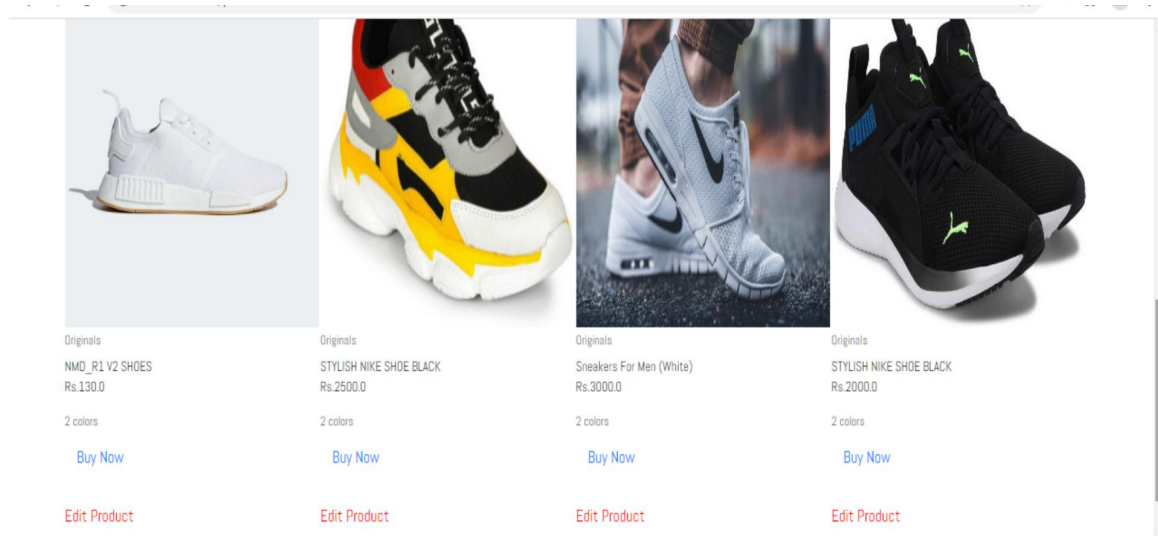 PUMA
Originals
Originals
Originals
Originals
NMD_R1 V2 SHOES
STYLISH NIKE SHOE BLACK
Sneakers For Men (White)
STYLISH NIKE SHOE BLACK
Rs.130.0
Rs.2500.0
Rs.3000.0
Rs.2000.0
2 colors
2 colors
2 colors
2 colors
Buy Now
Buy Now
Buy Now
Buy Now
Edit Product
Edit Product
Edit Product
Edit Product